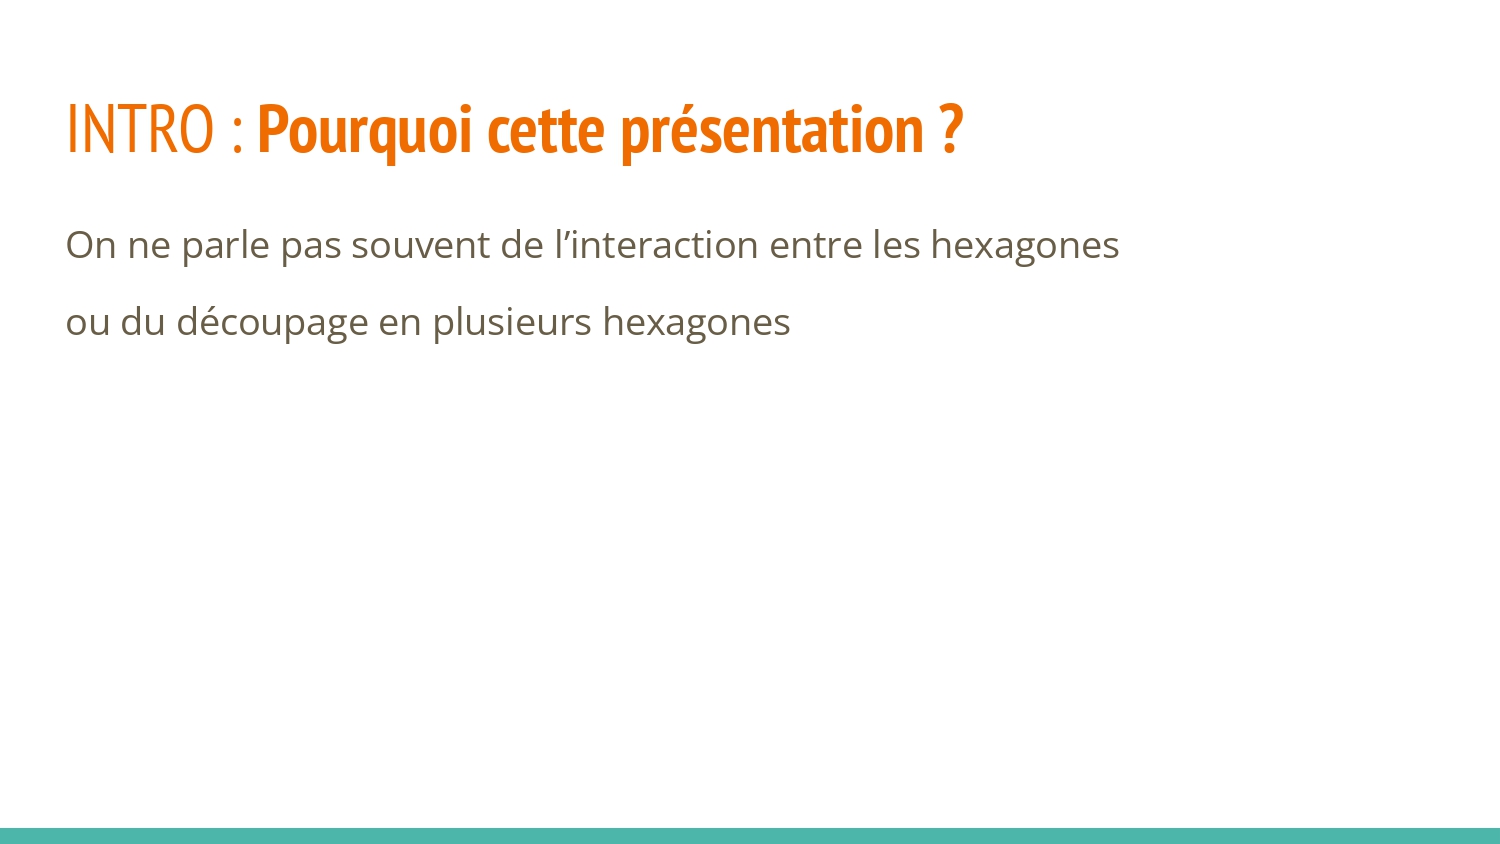 INTRO : Pourquoi cette présentation ?
On ne parle pas souvent de l’interaction entre les hexagones
ou du découpage en plusieurs hexagones